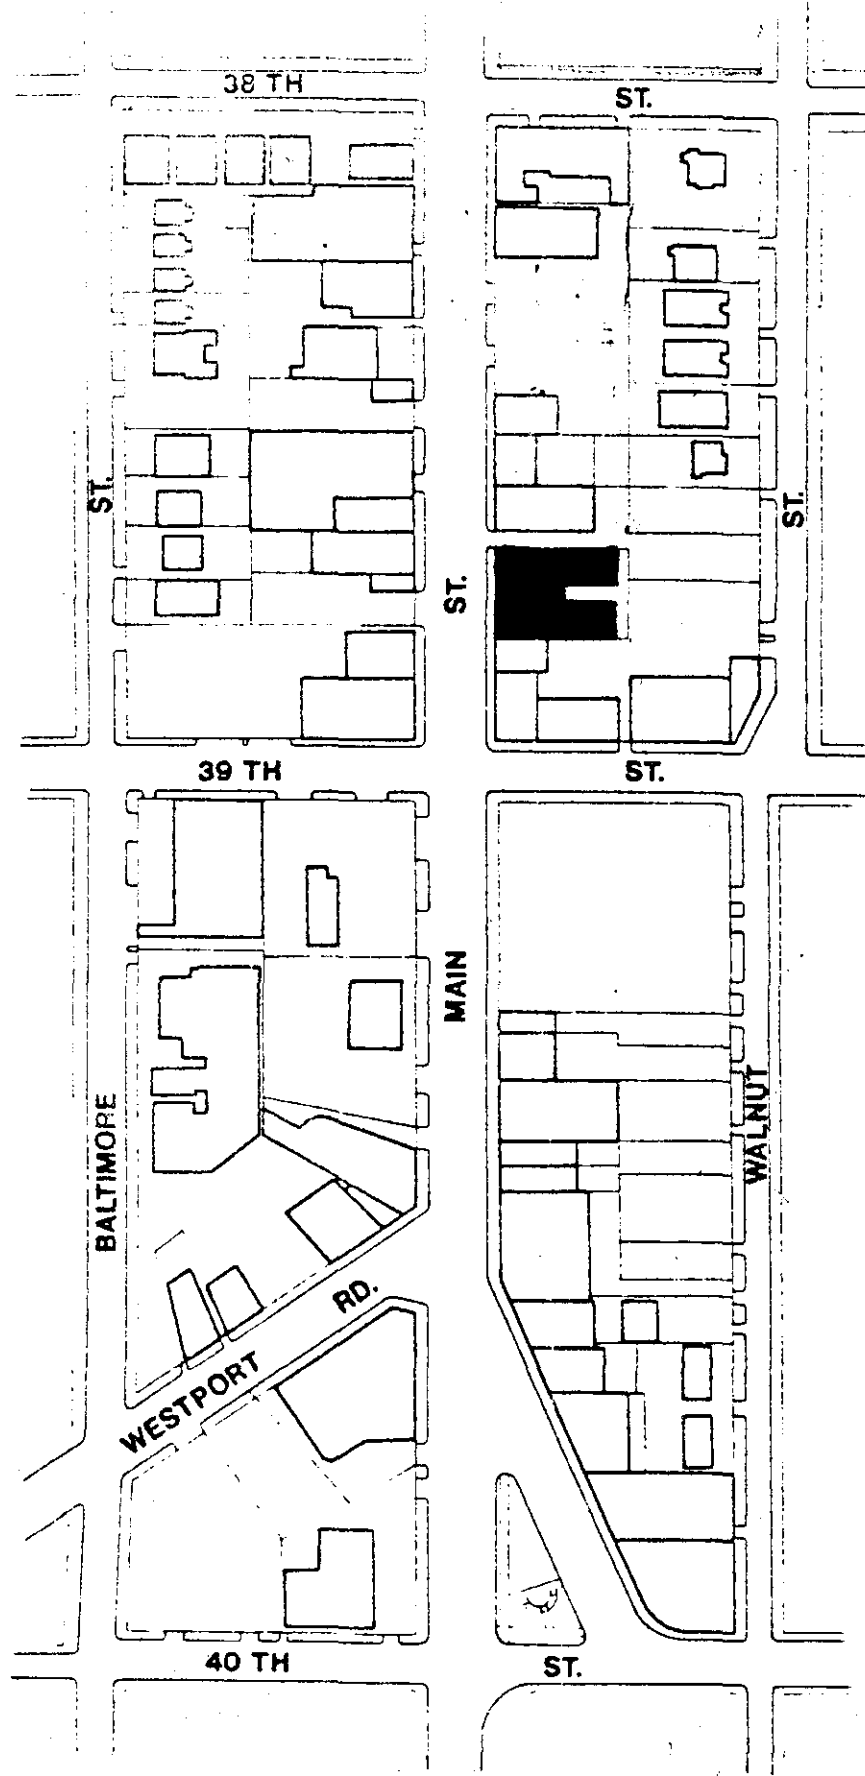 38 TH
ST.
ST.
ST.
ST.
39 TH
ST.
MAIN
WALNUT
BALTIMORE
RD.
WESTPORT
40 TH
ST.